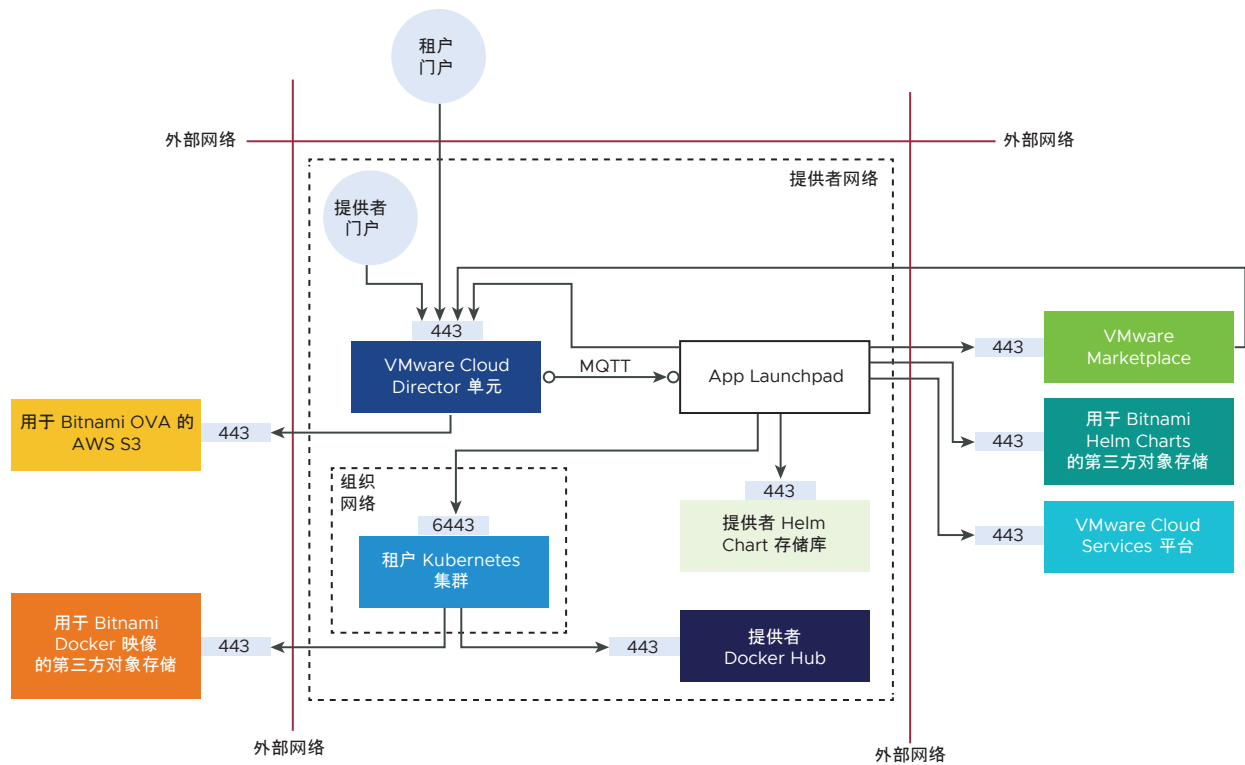 租户
门户
外部网络
外部网络
提供者网络
提供者
门户
443
VMware Cloud
Director 单元
MQTT
App Launchpad
443
VMware
Marketplace
用于 Bitnami OVA 的
AWS S3
443
443
用于 Bitnami
Helm Charts
的第三方对象存储
组织
网络
6443
租户 Kubernetes
集群
443
提供者 Helm
Chart 存储库
443
VMware Cloud
Services 平台
用于 Bitnami
Docker 映像
的第三方对象存储
443
443
提供者
Docker Hub
外部网络
外部网络